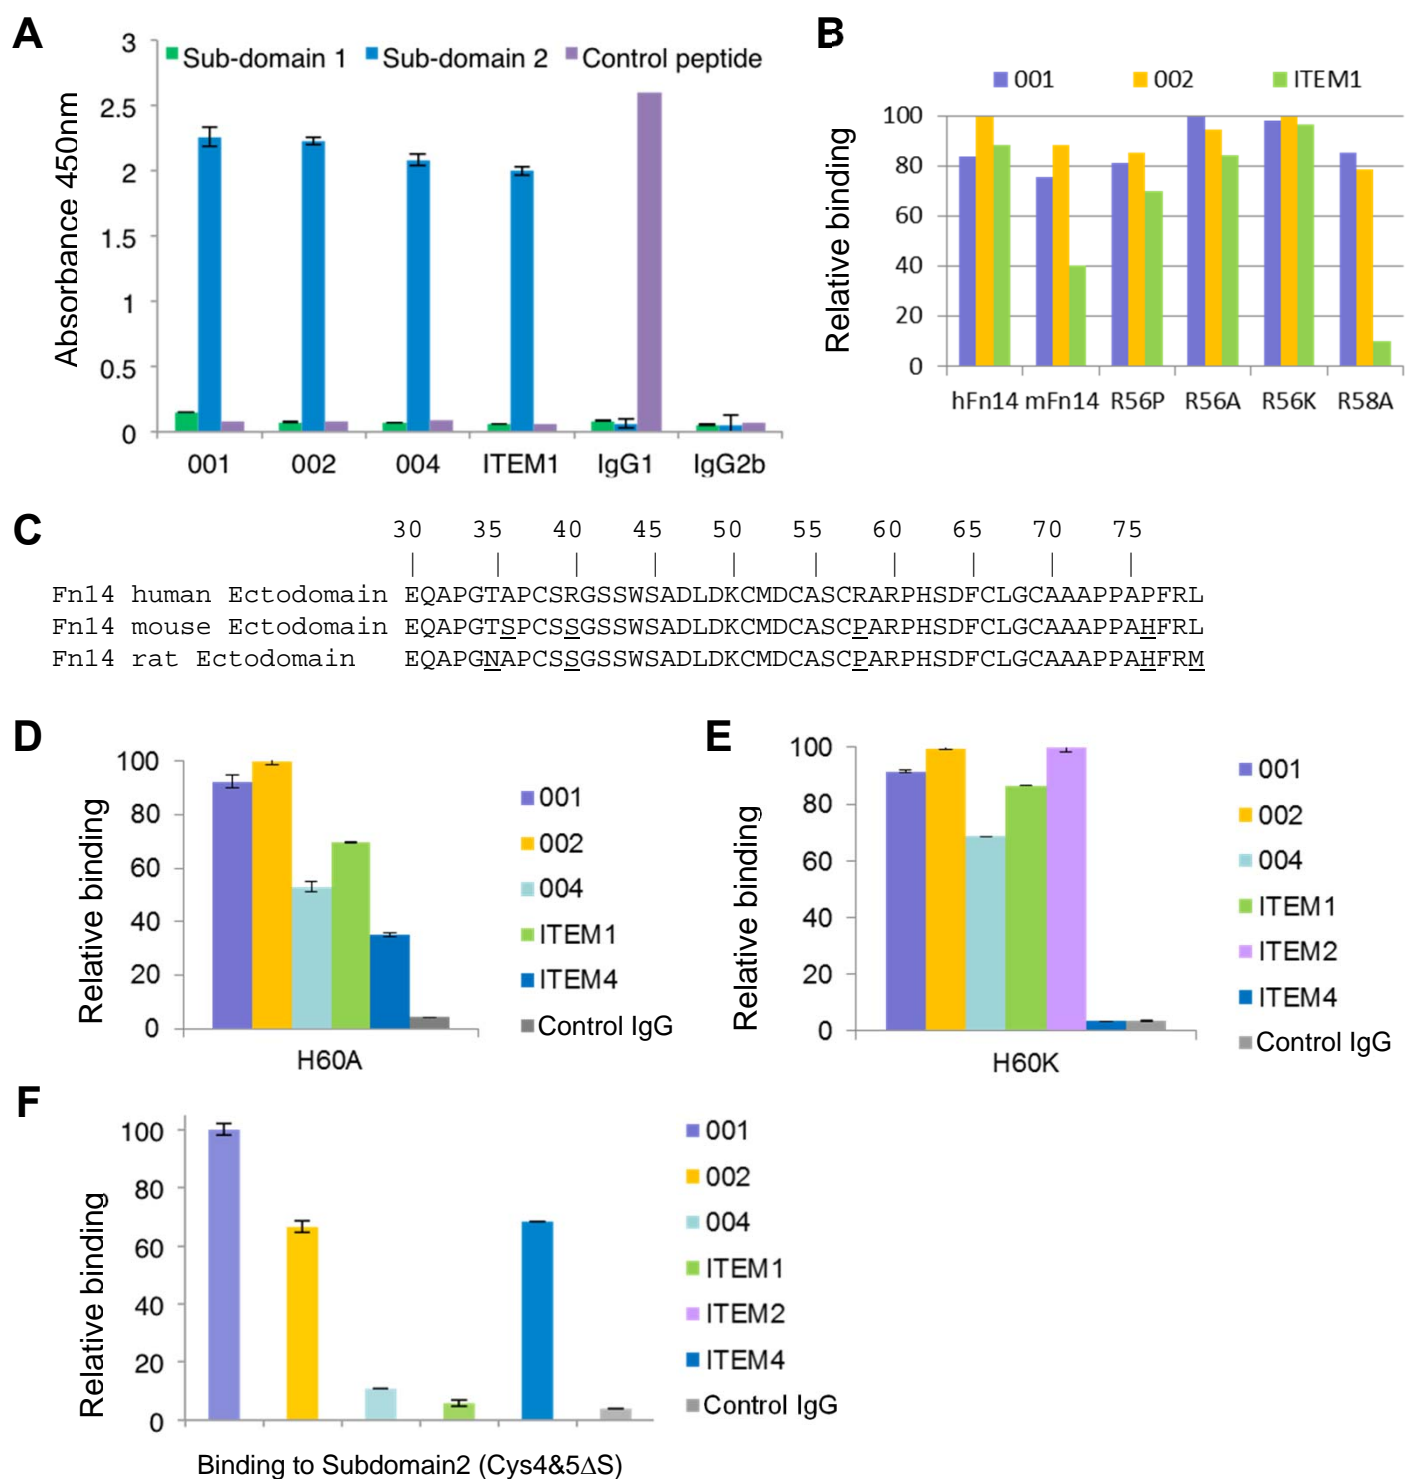 A
Sub-domain 1 Sub-domain 2 Control peptide
Absorbance 450nm
3
2.5
2
1.5
1
0.5
0
001 002 004 ITEM1 IgG1 IgG2b
B
001 002 ITEM1
Relative binding
100
80
60
40
20
0
hFn14 mFn14 R56P R56A R56K R58A
C
30 35 40 45 50 55 60 65 70 75
Fn14 human Ectodomain EQAPGTAPCSRGSSWSADLDKCMDCASCRARPHSDFCLGCAAAPPAPFRL
Fn14 mouse Ectodomain EQAPGTSPCSSGSSWSADLDKCMDCASCPARPHSDFCLGCAAAPPAHFRL
Fn14 rat Ectodomain EQAPGNAPCSSGSSWSADLDKCMDCASCPARPHSDFCLGCAAAPPAHFRM
D
Relative binding
100
80
60
40
20
0
H60A
001
002
004
ITEM1
ITEM4
Control IgG
E
Relative binding
100
80
60
40
20
0
H60K
001
002
004
ITEM1
ITEM2
ITEM4
Control IgG
F
Relative binding
100
80
60
40
20
0
Binding to Subdomain2 (Cys4&5ΔS)
001
002
004
ITEM1
ITEM2
ITEM4
Control IgG